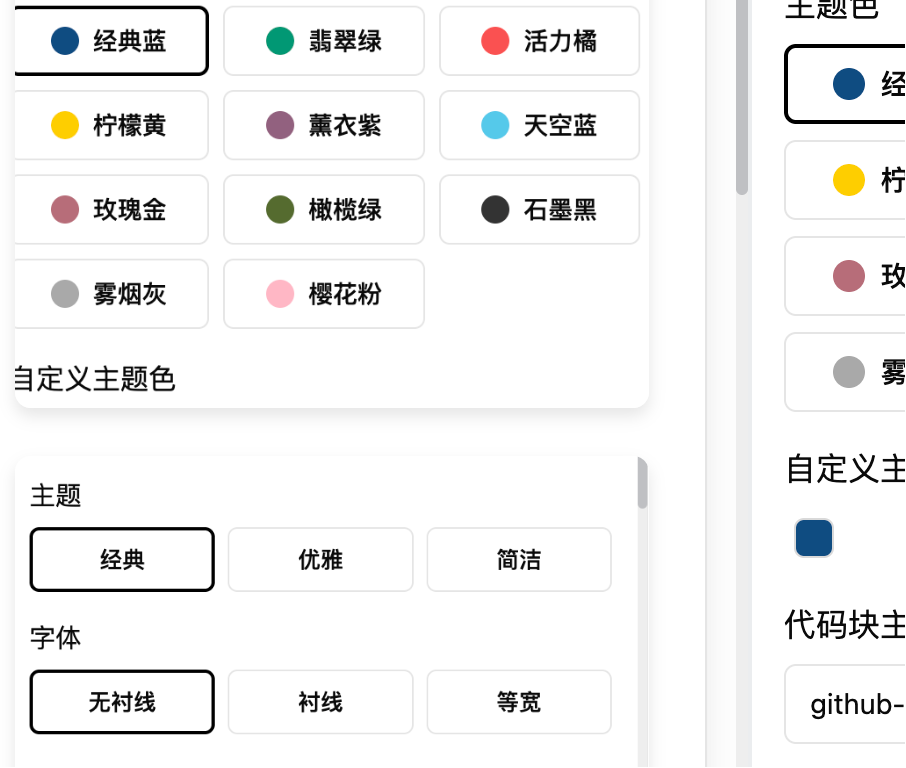 经典蓝
翡翠绿
活力橘
柠檬黄
薰衣紫
天空蓝
玫瑰金
橄榄绿
石墨黑
雾烟灰
樱花粉
自定义主题色
主题
经典
优雅
简洁
字体
无衬线
衬线
等宽
主题色
经
柠
玫
雾
自定义主
代码块主
github-